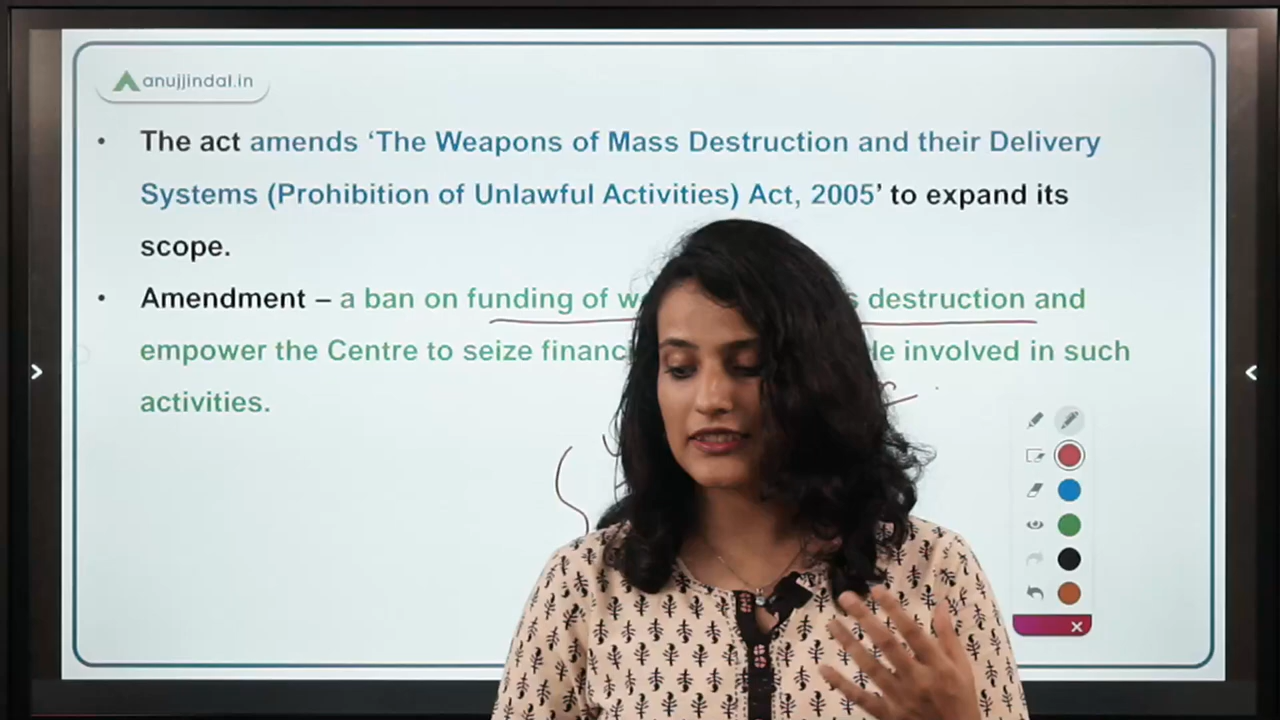 anujjindal.in
• The act amends ‘The Weapons of Mass Destruction and their Delivery
Systems (Prohibition of Unlawful Activities) Act, 2005’ to expand its
scope.
• Amendment – a ban on funding of destruction and
empower the Centre to seize involved in such
activities.